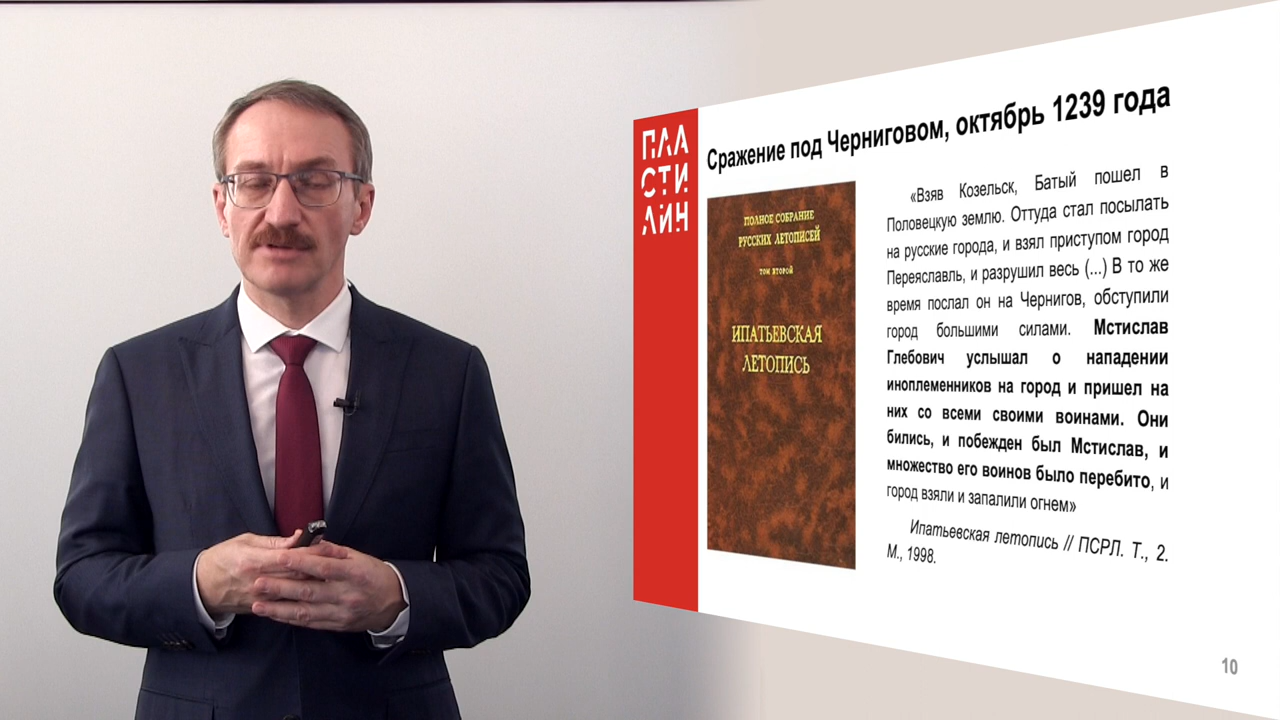 ПЛА
СТИ
ЛИН
Сражение под Черниговом, октябрь 1239 года
ПОЛНОЕ СОБРАНИЕ
РУССКИХ ЛЕТОПИСЕЙ
ТОМ ВТОРОЙ
ИПАТЬЕВСКАЯ
ЛЕТОПИСЬ
«Взяв Козельск, Батый пошел в
Половецкую землю. Оттуда стал посылать
на русские города, и взял приступом город
Переяславль, и разрушил весь (...) В то же
время послал он на Чернигов, обступили
город большими силами. Мстислав
Глебович услышал о нападении
иноплеменников на город и пришел на
них со всеми своими воинами. Они
бились, и побежден был Мстислав, и
множество его воинов было перебито, и
город взяли и запалили огнем»
Ипатьевская летопись // ПСРЛ. Т., 2.
М., 1998.
10